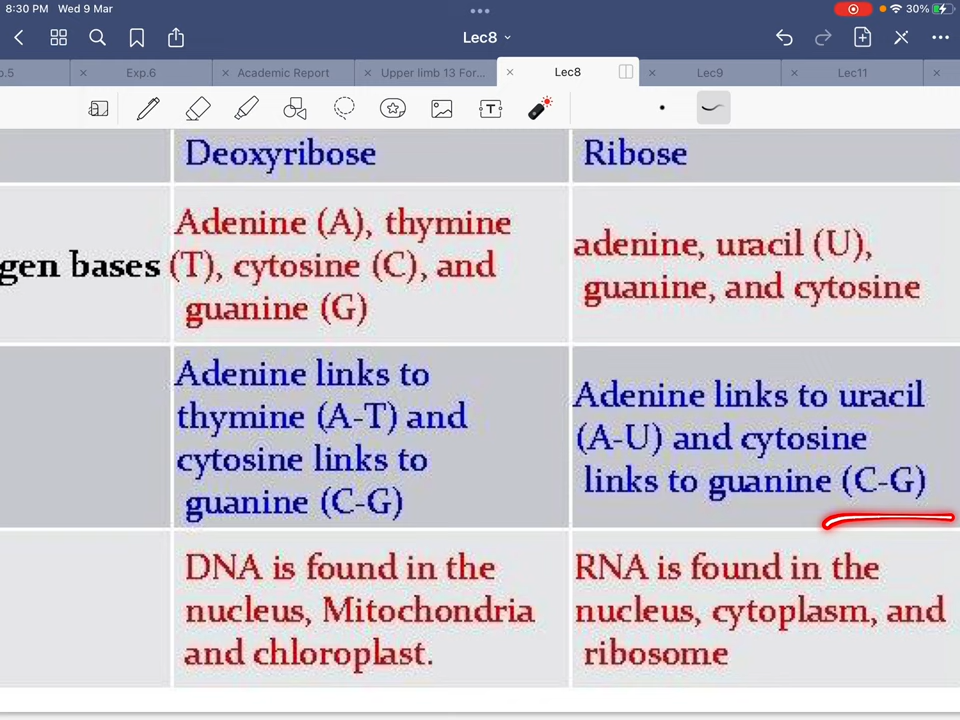 8:30 PM Wed 9 Mar
30%
Lec8
p.5
Exp.6
Academic Report
Upper limb 13 For...
Lec8
Lec9
Lec11
T
Deoxyribose
Ribose
gen bases
Adenine (A), thymine
(T), cytosine (C), and
guanine (G)
adenine, uracil (U),
guanine, and cytosine
Adenine links to
thymine (A-T) and
cytosine links to
guanine (C-G)
Adenine links to uracil
(A-U) and cytosine
links to guanine (C-G)
DNA is found in the
nucleus, Mitochondria
and chloroplast.
RNA is found in the
nucleus, cytoplasm, and
ribosome